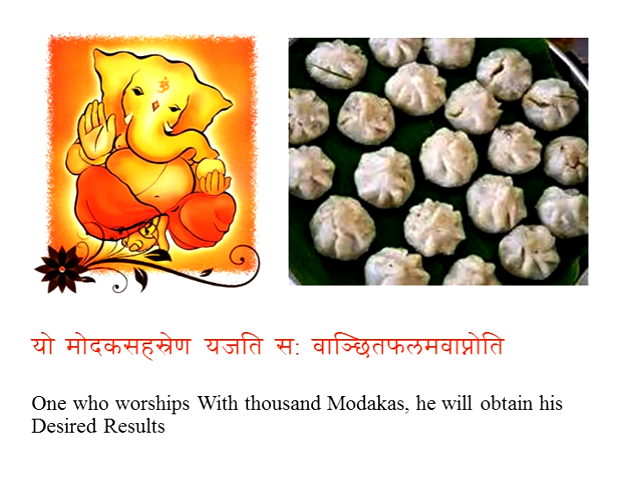 ॐ
यो मोदकसहस्रेण यजति स: वाञ्छितफलमवाप्नोति
One who worships With thousand Modakas, he will obtain his
Desired Results